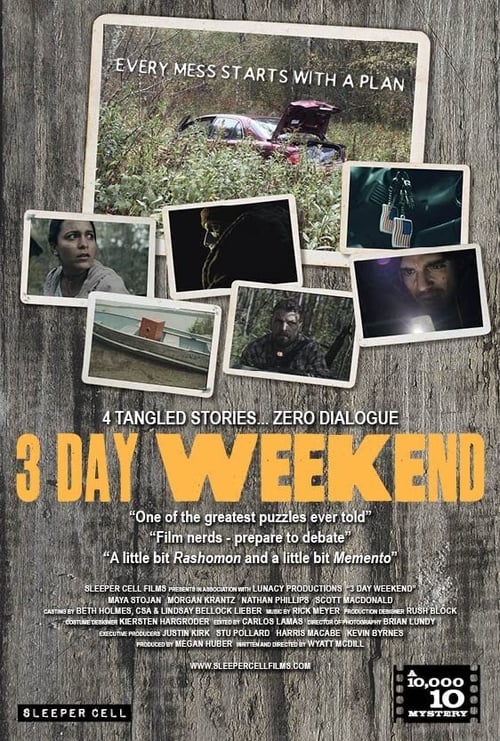 EVERY MESS STARTS WITH A PLAN
4 TANGLED STORIES... ZERO DIALOGUE
3 DAY WEEKEND
“One of the greatest puzzles ever told”
“Film nerds - prepare to debate”
“A little bit Rashomon and a little bit Memento”
SLEEPER CELL FILMS PRESENTS IN ASSOCIATION WITH LUNACY PRODUCTIONS "3 DAY WEEKEND"
MAYA STOJAN MORGAN KRANTZ NATHAN PHILLIPS SCOTT MACDONALD
CASTING BY BETH HOLMES, CSA & LINDSAY BELLOCK LIEBER MUSIC BY RICK MEYER PRODUCTION DESIGNER RUSH BLOCK
COSTUME DESIGNER KIERSTEN HARGRODER EDITED BY CARLOS LAMAS DIRECTOR OF PHOTOGRAPHY BRIAN LUNDY
EXECUTIVE PRODUCERS JUSTIN KIRK STU POLLARD HARRIS MACABE KEVIN BYRNES
PRODUCED BY MEGAN HUBER WRITTEN AND DIRECTED BY WYATT MCDILL
WWW.SLEEPERCELLFILMS.COM
SLEEPER CELL
A
10,000
10
MYSTERY